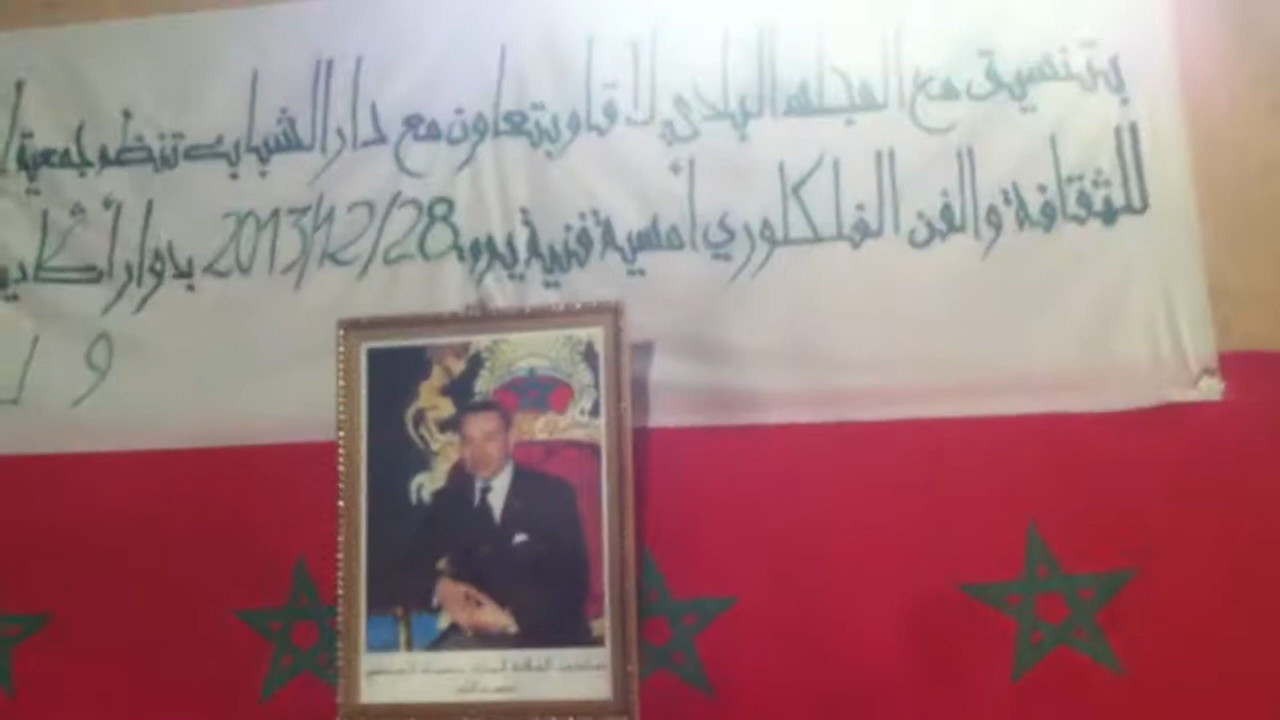 بتنسيق مع المجلس البلدي لاقا وبتعاون مع دار الشباب تنظم جمعية
للثقافة والفن الفلكلوري أمسية فنية يوم 2013/12/28 بدوار أكادير